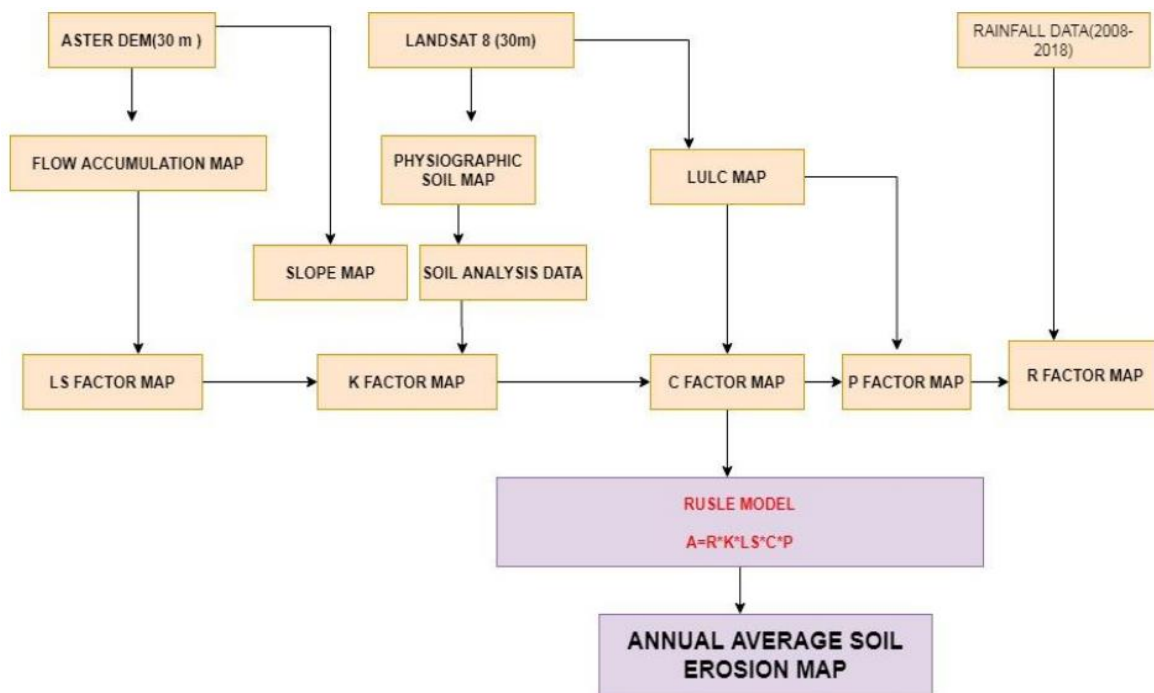 ASTER DEM(30 m )
LANDSAT 8 (30m)
RAINFALL DATA(2008-
2018)
FLOW ACCUMULATION MAP
PHYSIOGRAPHIC
SOIL MAP
LULC MAP
SLOPE MAP
SOIL ANALYSIS DATA
LS FACTOR MAP
K FACTOR MAP
C FACTOR MAP
P FACTOR MAP
R FACTOR MAP
RUSLE MODEL
A=R*K*LS*C*P
ANNUAL AVERAGE SOIL
EROSION MAP